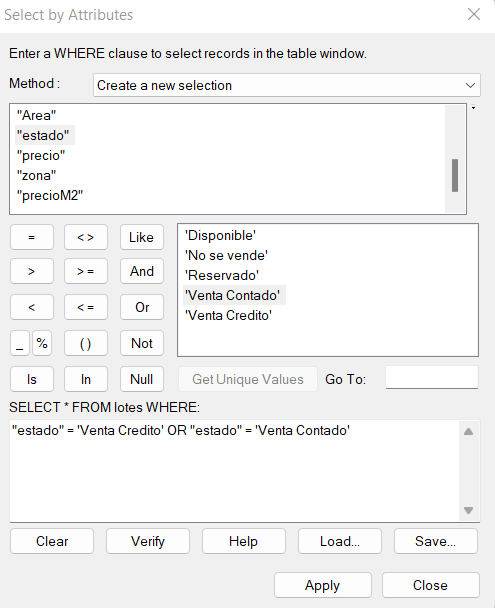 Select by Attributes
Enter a WHERE clause to select records in the table window.
Method : Create a new selection
"Area"
"estado"
"precio"
"zona"
"precioM2"
= < > Like
> > = And
< < = Or
_ % ( ) Not
Is In Null
'Disponible'
'No se vende'
'Reservado'
'Venta Contado'
'Venta Credito'
Get Unique Values Go To:
SELECT * FROM lotes WHERE:
"estado" = 'Venta Credito' OR "estado" = 'Venta Contado'
Clear Verify Help Load... Save...
Apply Close